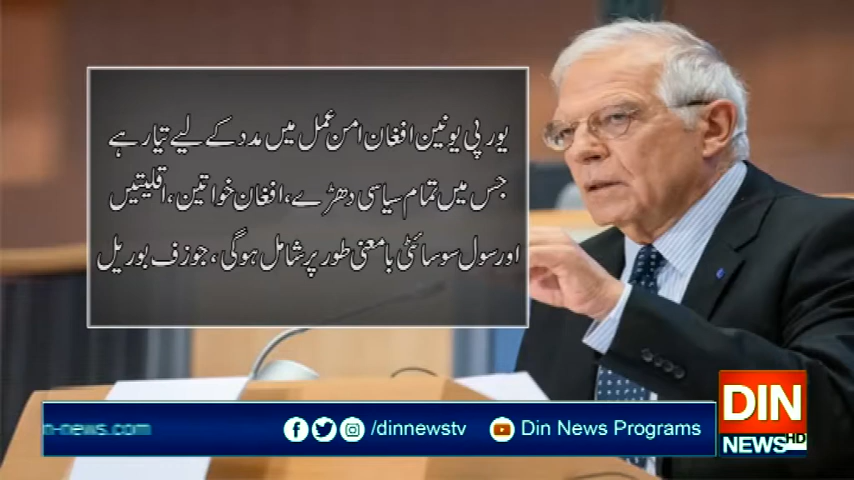 یورپی یونین افغان امن عمل میں مدد کے لیے تیار ہے
جس میں تمام سیاسی دھڑے، افغان خواتین، اقلیتیں
اور سول سوسائٹی بامعنی طور پر شامل ہوگی، جوزف بوریل
n-news.com
/dinnewstv
Din News Programs
DIN
NEWS HD